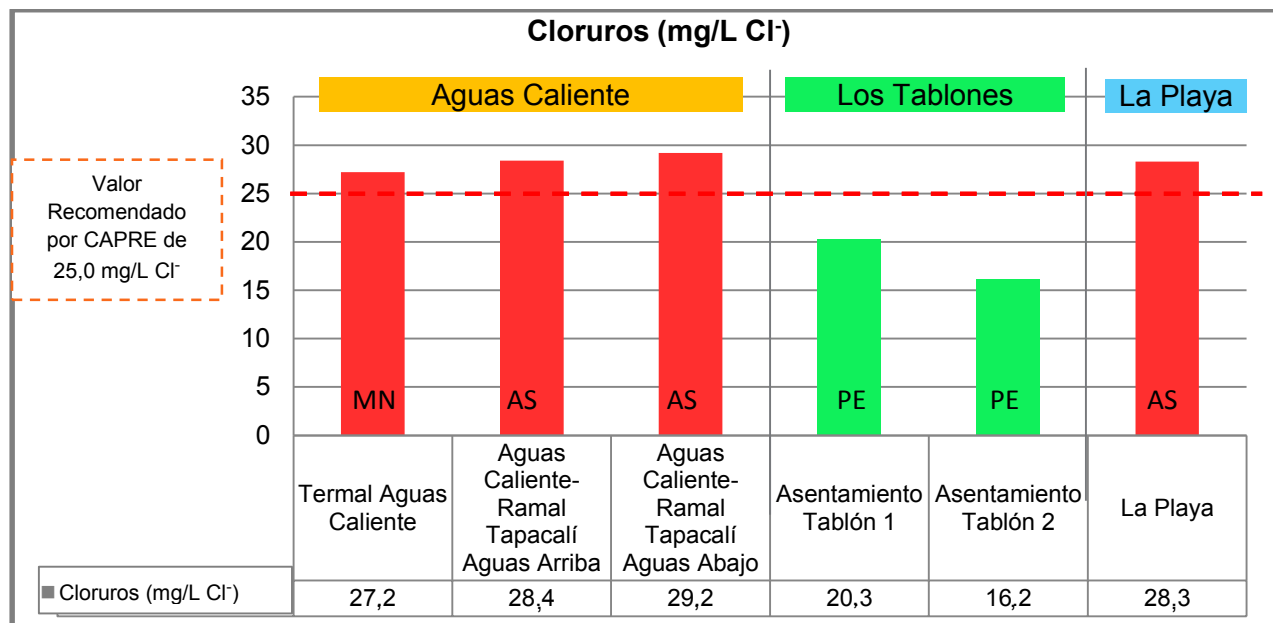 Cloruros (mg/L Cl⁻)
Aguas Caliente
Los Tablones
La Playa
35
30
25
20
15
10
5
0
Valor
Recomendado
por CAPRE de
25,0 mg/L Cl⁻
MN
AS
AS
PE
PE
AS
Termal Aguas
Caliente
Aguas
Caliente-
Ramal
Tapacalí
Aguas Arriba
Aguas
Caliente-
Ramal
Tapacalí
Aguas Abajo
Asentamiento
Tablón 1
Asentamiento
Tablón 2
La Playa
Cloruros (mg/L Cl⁻) 27,2 28,4 29,2 20,3 16,2 28,3